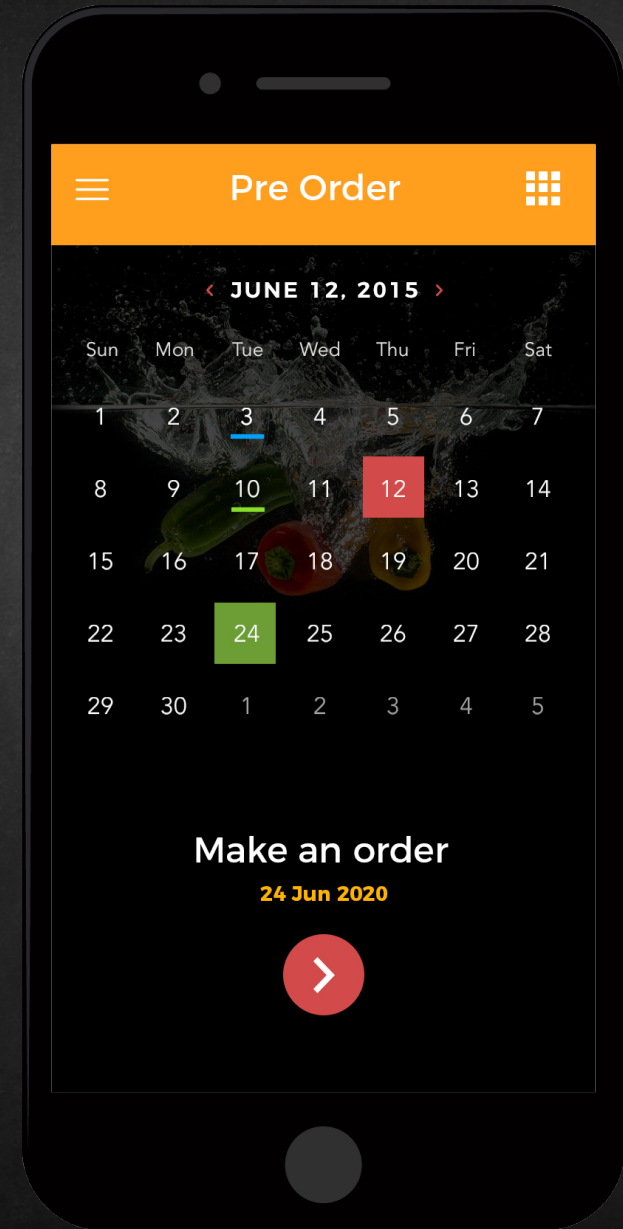 Pre Order
‹ JUNE 12, 2015 ›
Sun Mon Tue Wed Thu Fri Sat
1 2 3 4 5 6 7
8 9 10 11 12 13 14
15 16 17 18 19 20 21
22 23 24 25 26 27 28
29 30 1 2 3 4 5
Make an order
24 Jun 2020